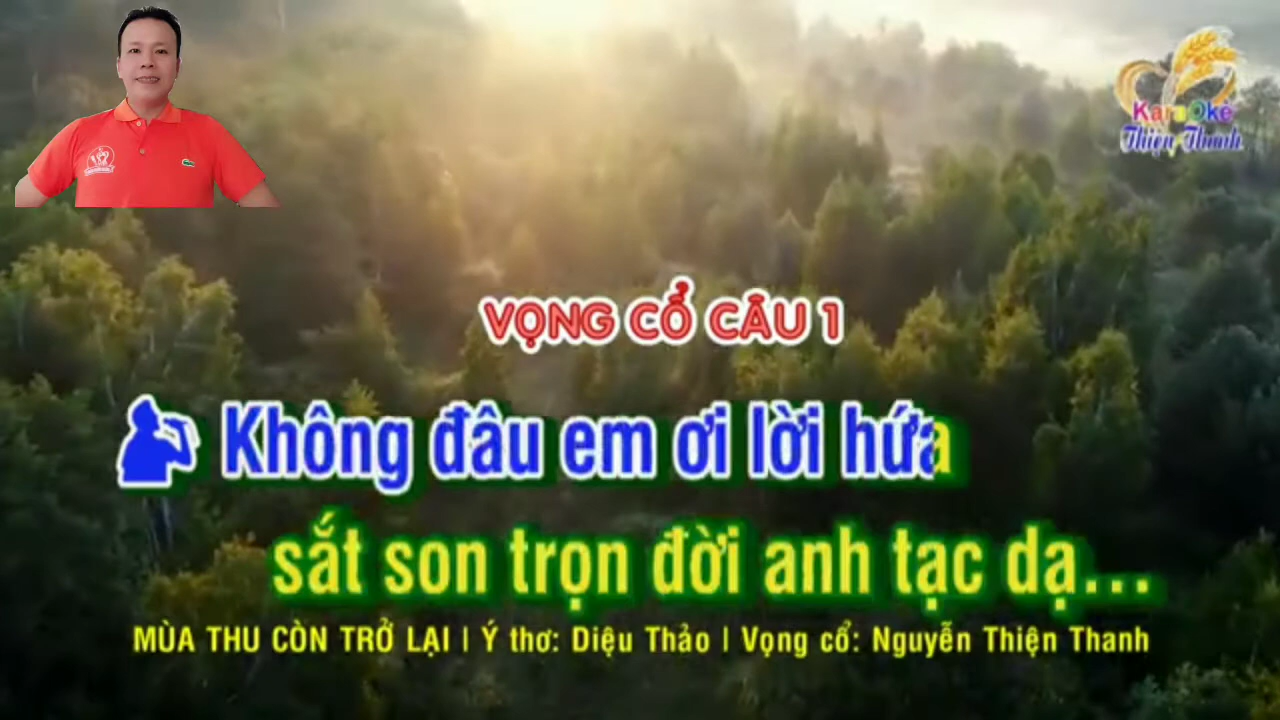 KaraOke
Thiện Thanh
VỌNG CỔ CÂU 1
Không đâu em ơi lời hứa
sắt son trọn đời anh tạc dạ...
MÙA THU CÒN TRỞ LẠI | Ý thơ: Diệu Thảo | Vọng cổ: Nguyễn Thiện Thanh